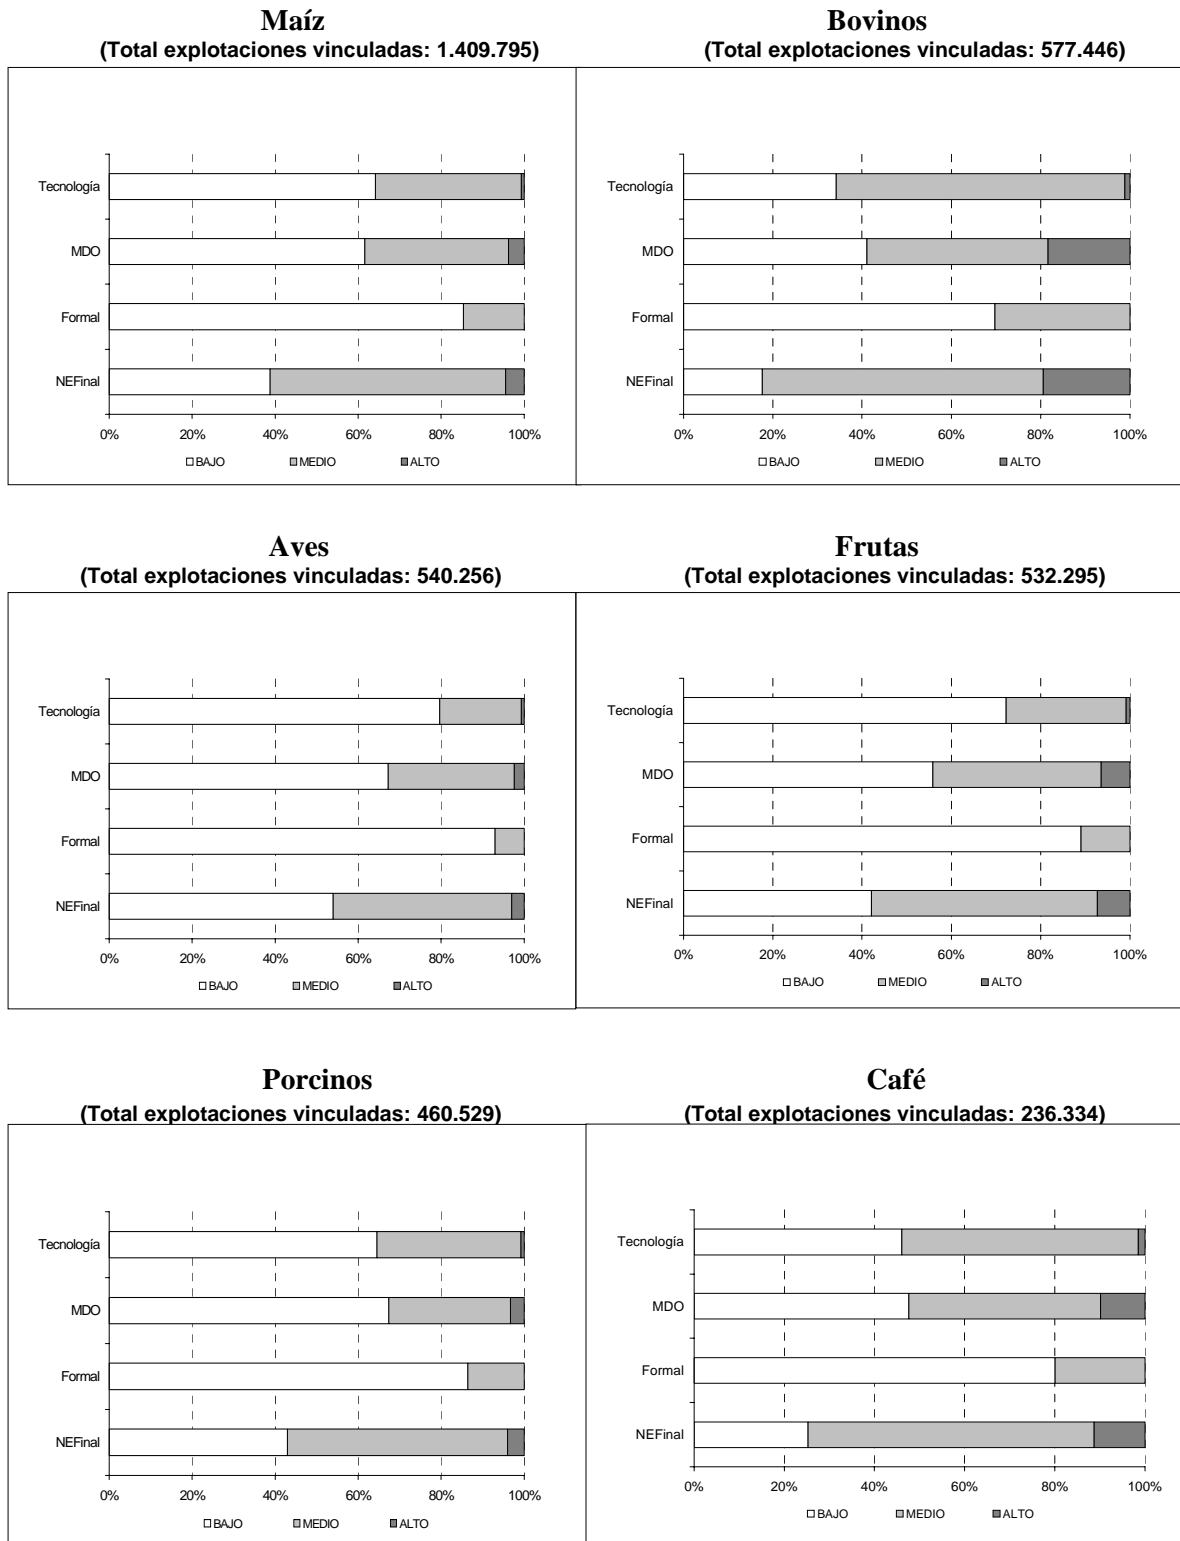 Maíz
(Total explotaciones vinculadas: 1.409.795)
Tecnología
MDO
Formal
NEFinal
0% 20% 40% 60% 80% 100%
BAJO MEDIO ALTO
Bovinos
(Total explotaciones vinculadas: 577.446)
Tecnología
MDO
Formal
NEFinal
0% 20% 40% 60% 80% 100%
BAJO MEDIO ALTO
Aves
(Total explotaciones vinculadas: 540.256)
Tecnología
MDO
Formal
NEFinal
0% 20% 40% 60% 80% 100%
BAJO MEDIO ALTO
Frutas
(Total explotaciones vinculadas: 532.295)
Tecnología
MDO
Formal
NEFinal
0% 20% 40% 60% 80% 100%
BAJO MEDIO ALTO
Porcinos
(Total explotaciones vinculadas: 460.529)
Tecnología
MDO
Formal
NEFinal
0% 20% 40% 60% 80% 100%
BAJO MEDIO ALTO
Café
(Total explotaciones vinculadas: 236.334)
Tecnología
MDO
Formal
NEFinal
0% 20% 40% 60% 80% 100%
BAJO MEDIO ALTO